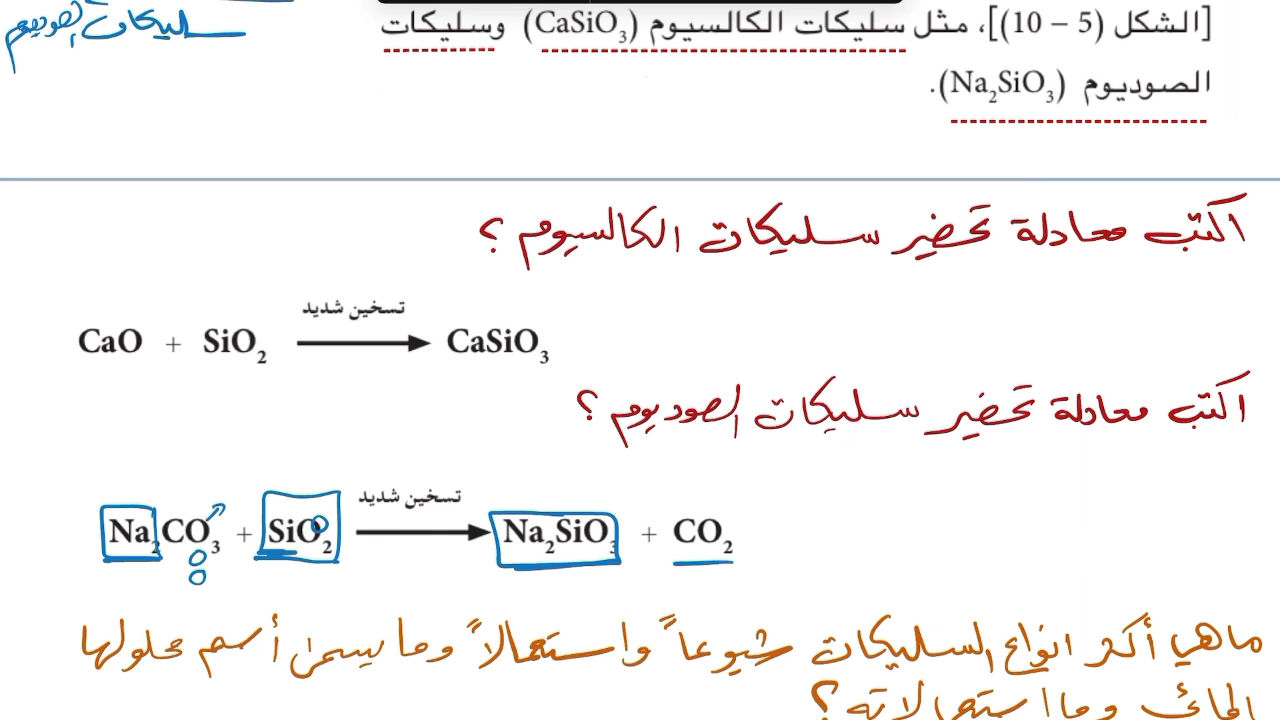 سليكات الصوديوم
[الشكل (5 – 10)]، مثل سليكات الكالسيوم (CaSiO₃) وسليكات
الصوديوم (Na₂SiO₃).
اكتب معادلة تحضير سليكات الكالسيوم ؟
تسخين شديد
CaO + SiO₂ ⟶ CaSiO₃
اكتب معادلة تحضير سليكات الصوديوم ؟
تسخين شديد
Na₂CO₃ + SiO₂ ⟶ Na₂SiO₃ + CO₂
ماهي أكثر انواع السليكات شيوعاً واستعمالاً وما يسمى أسم محلولها
المائي وما استعمالاته ؟